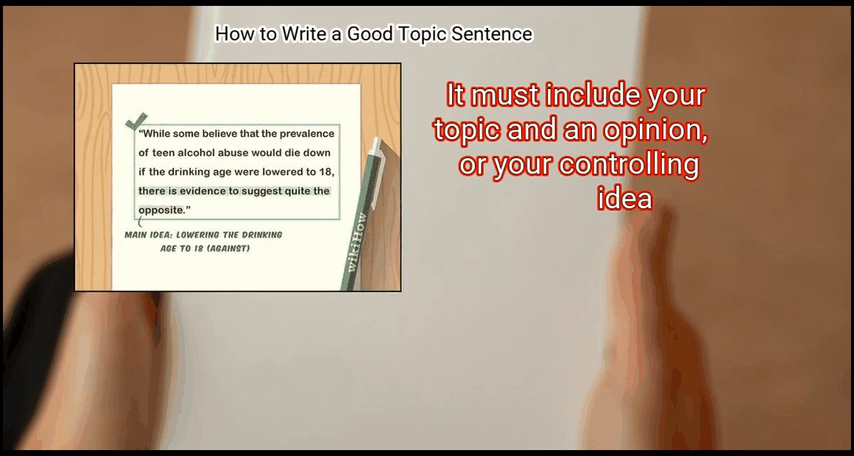 How to Write a Good Topic Sentence
"While some believe that the prevalence
of teen alcohol abuse would die down
if the drinking age were lowered to 18,
there is evidence to suggest quite the
opposite."
MAIN IDEA: LOWERING THE DRINKING
AGE TO 18 (AGAINST)
wikiHow
It must include your
topic and an opinion,
or your controlling
idea